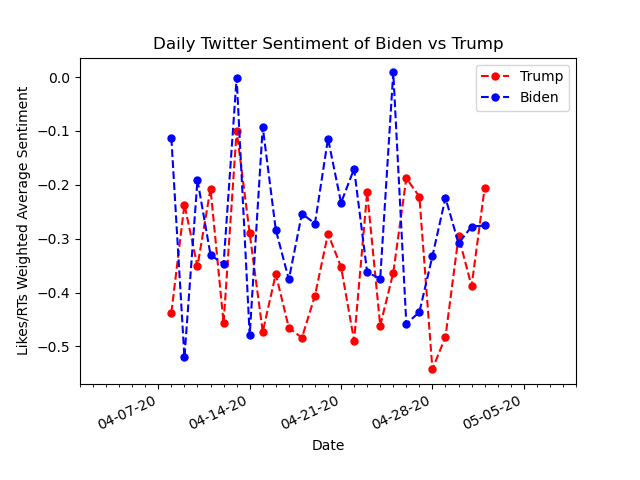 Daily Twitter Sentiment of Biden vs Trump
Trump
Biden
Likes/RTs Weighted Average Sentiment
0.0
−0.1
−0.2
−0.3
−0.4
−0.5
04-07-20
04-14-20
04-21-20
04-28-20
05-05-20
Date